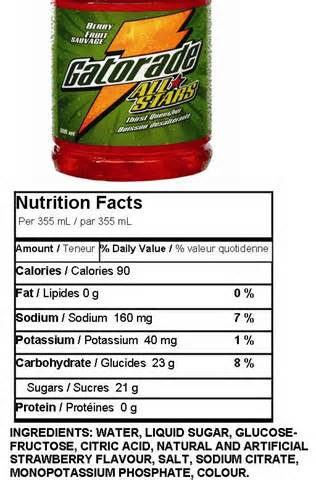 BERRY
FRUIT
SAUVAGE
Gatorade
ALL STARS
Thirst Quencher
Boisson désaltérante
Nutrition Facts
Per 355 mL / par 355 mL
Amount / Teneur % Daily Value / % valeur quotidenne
Calories / Calories 90
Fat / Lipides 0 g 0 %
Sodium / Sodium 160 mg 7 %
Potassium / Potassium 40 mg 1 %
Carbohydrate / Glucides 23 g 8 %
Sugars / Sucres 21 g
Protein / Protéines 0 g
INGREDIENTS: WATER, LIQUID SUGAR, GLUCOSE-
FRUCTOSE, CITRIC ACID, NATURAL AND ARTIFICIAL
STRAWBERRY FLAVOUR, SALT, SODIUM CITRATE,
MONOPOTASSIUM PHOSPHATE, COLOUR.